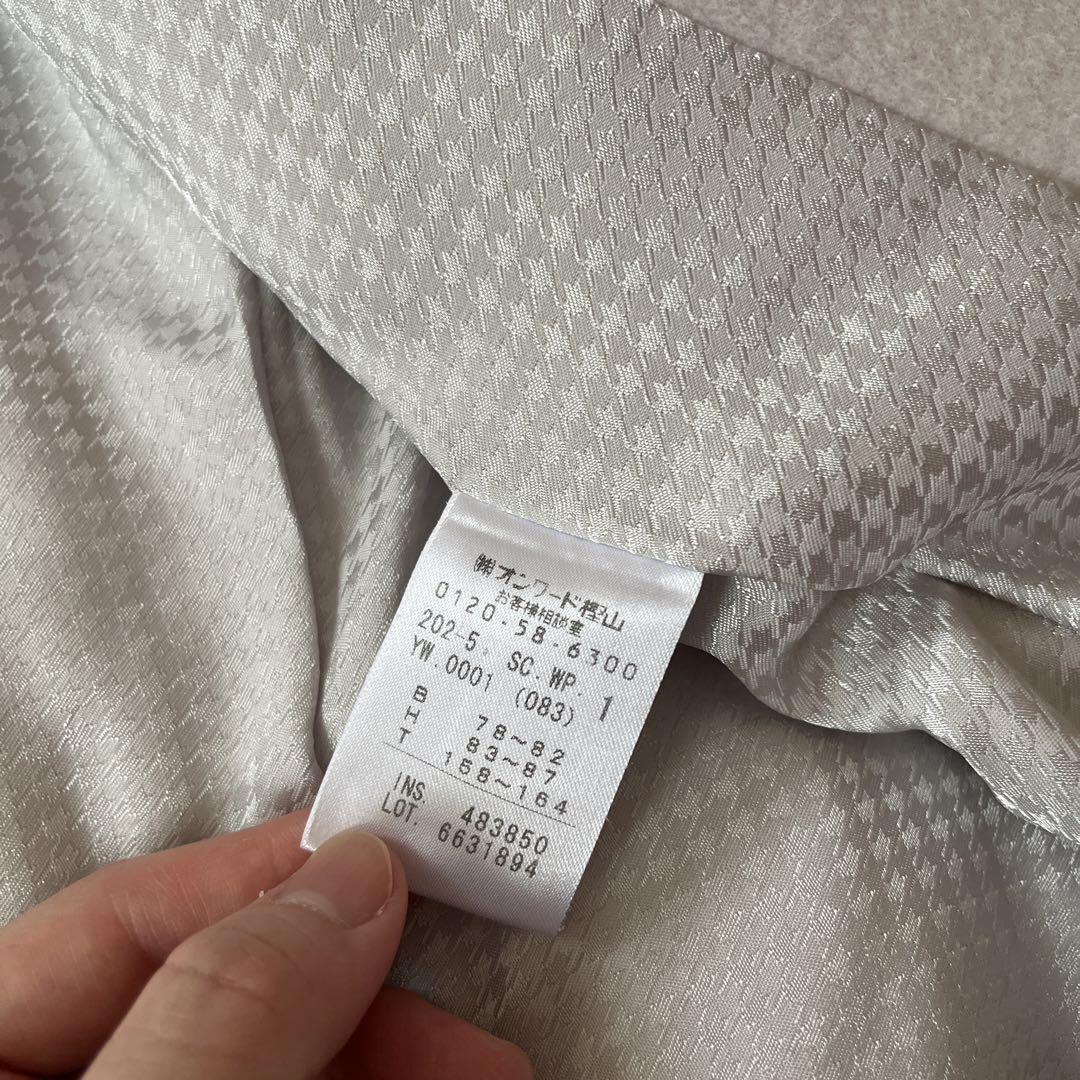 ㈱オンワード樫山
お客様相談室
0120-58-6300
202-5. SC.WP. 1
YW.0001 (083)
B 78～82
H 83～87
T 158～164
INS. 483850
LOT. 6631894